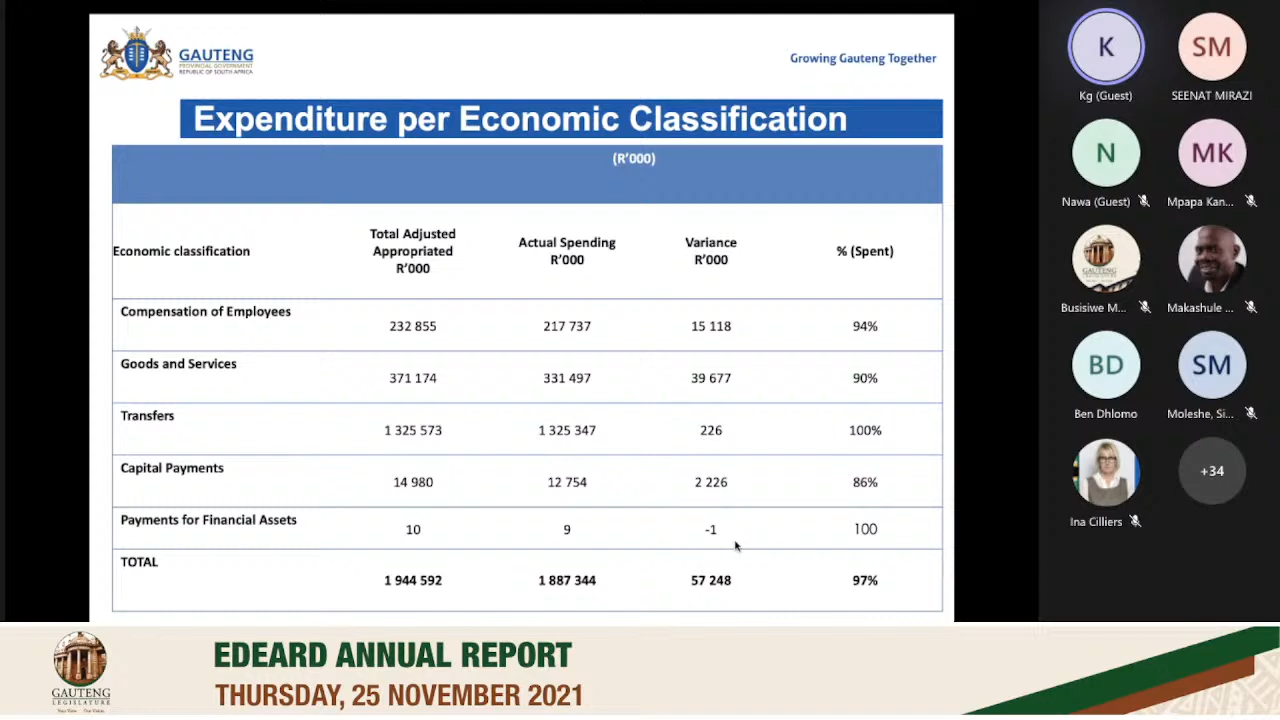 GAUTENG
PROVINCIAL GOVERNMENT
REPUBLIC OF SOUTH AFRICA
Growing Gauteng Together
Expenditure per Economic Classification
(R’000)
Economic classification
Total Adjusted
Appropriated
R’000
Actual Spending
R’000
Variance
R’000
% (Spent)
Compensation of Employees
232 855 217 737 15 118 94%
Goods and Services
371 174 331 497 39 677 90%
Transfers
1 325 573 1 325 347 226 100%
Capital Payments
14 980 12 754 2 226 86%
Payments for Financial Assets
10 9 -1 100
TOTAL
1 944 592 1 887 344 57 248 97%
K
Kg (Guest)
SM
SEENAT MIRAZI
N
Nawa (Guest)
MK
Mpapa Kan...
GAUTENG
Busisiwe M...
Makashule ...
BD
Ben Dhlomo
SM
Moleshe, Si...
Ina Cilliers
+34
GAUTENG
LEGISLATURE
EDEARD ANNUAL REPORT
THURSDAY, 25 NOVEMBER 2021